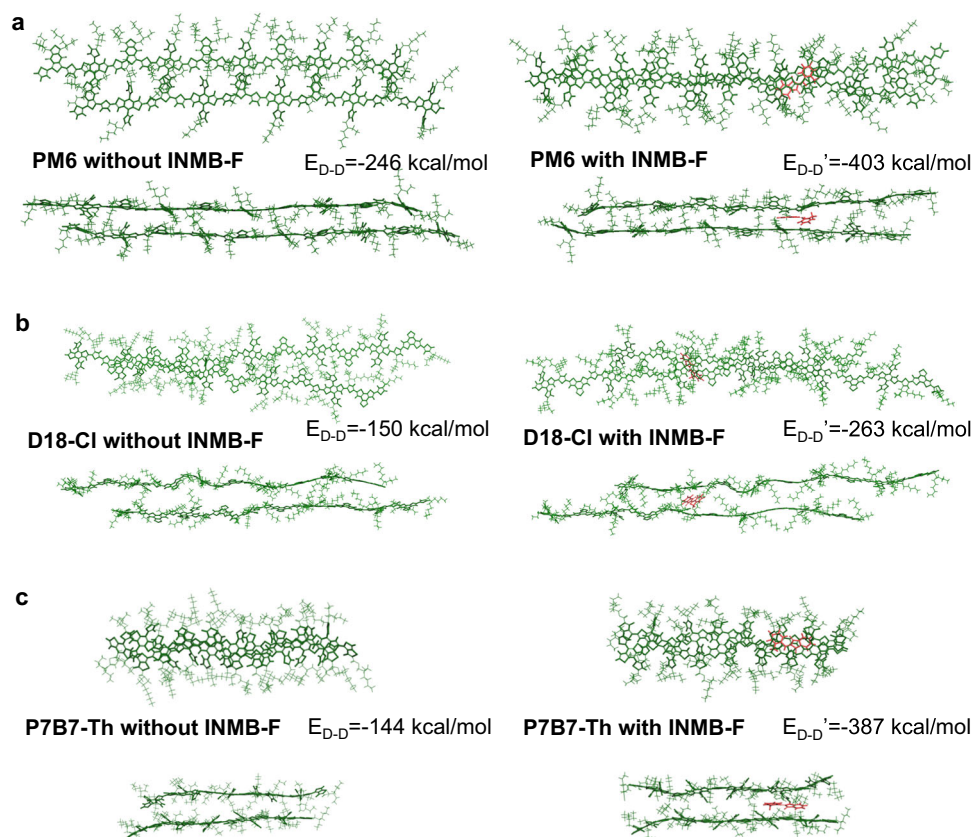 a
PM6 without INMB-F E_D-D=-246 kcal/mol
PM6 with INMB-F E_D-D'=-403 kcal/mol
b
D18-Cl without INMB-F E_D-D=-150 kcal/mol
D18-Cl with INMB-F E_D-D'=-263 kcal/mol
c
P7B7-Th without INMB-F E_D-D=-144 kcal/mol
P7B7-Th with INMB-F E_D-D'=-387 kcal/mol